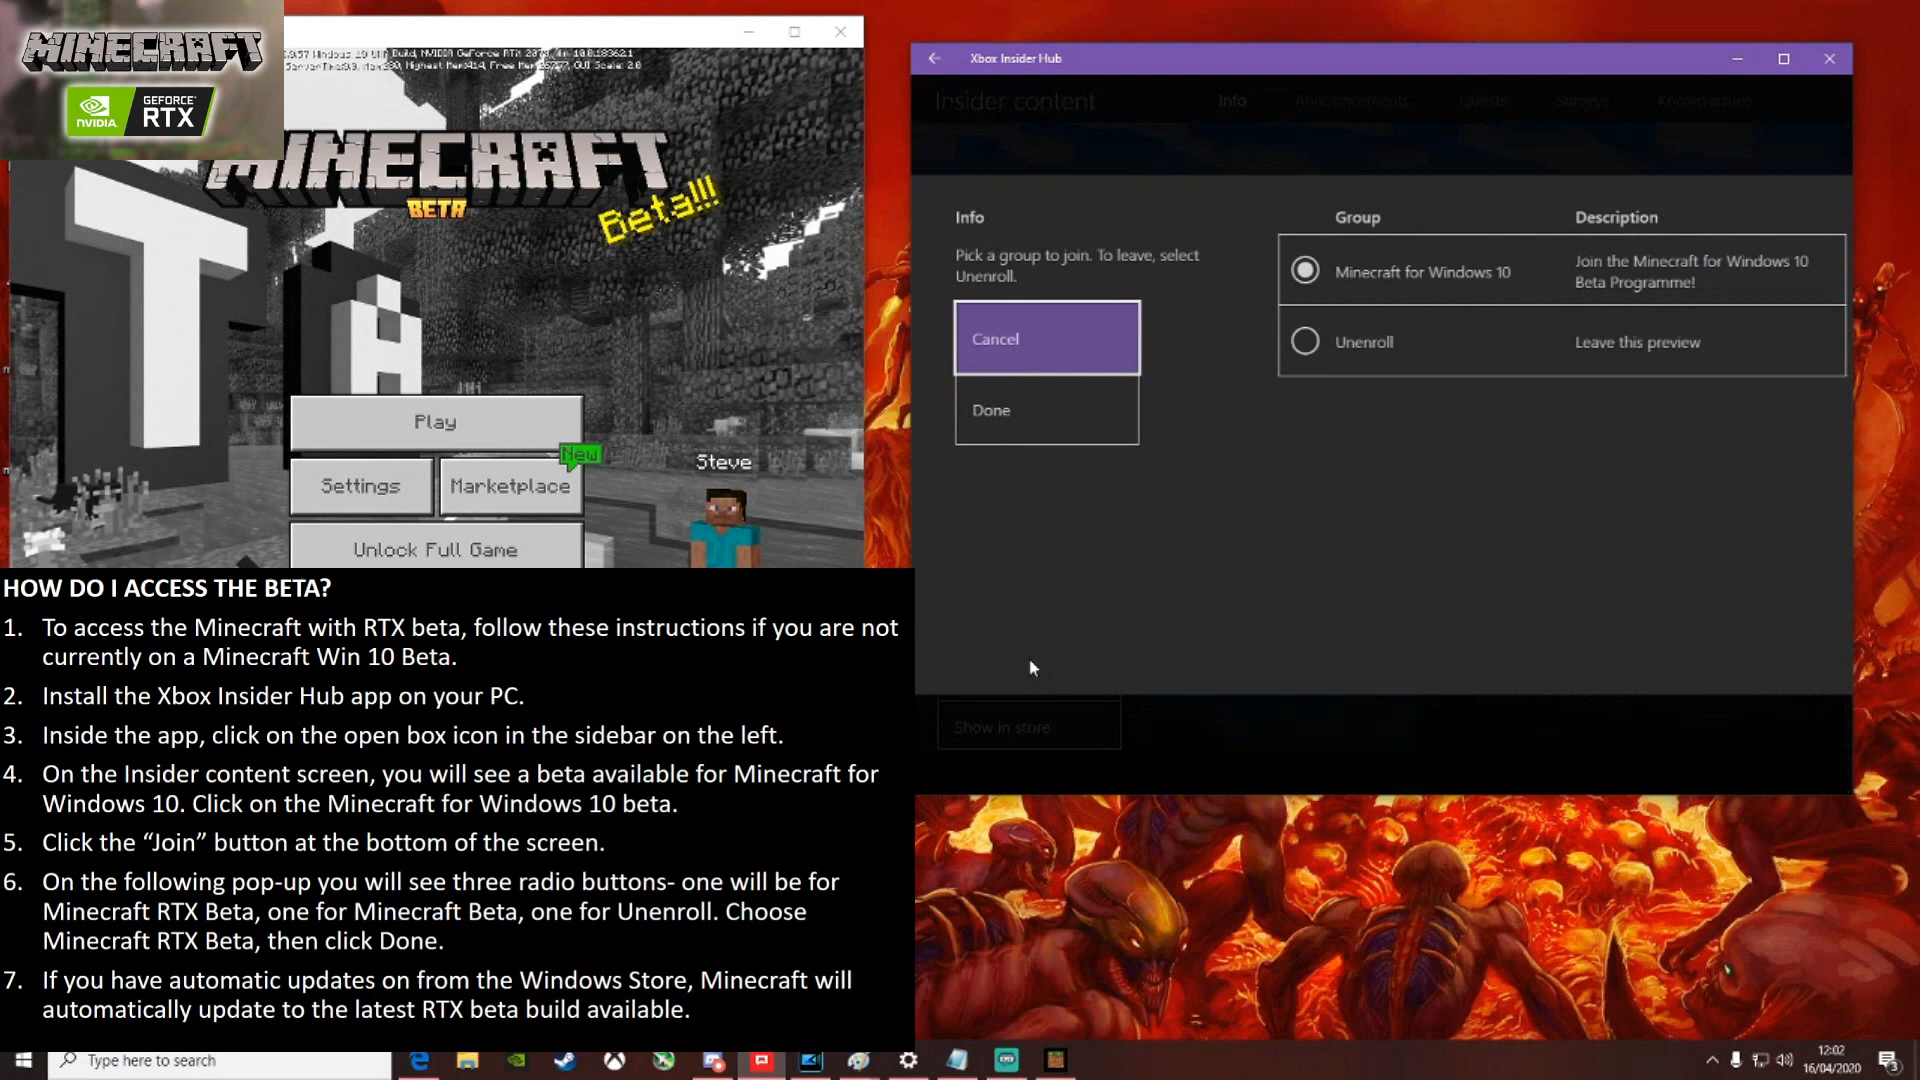 MINECRAFT
NVIDIA.
GEFORCE
RTX
MINECRAFT
BETA
Beta!!!
Play
New
Settings
Marketplace
Steve
Unlock Full Game
Xbox Insider Hub
Insider content
Info
Announcements
Quests
Surveys
Known issues
Info
Group
Description
Pick a group to join. To leave, select
Unenroll.
Minecraft for Windows 10
Join the Minecraft for Windows 10
Beta Programme!
Cancel
Unenroll
Leave this preview
Done
Show in store
HOW DO I ACCESS THE BETA?
1. To access the Minecraft with RTX beta, follow these instructions if you are not
currently on a Minecraft Win 10 Beta.
2. Install the Xbox Insider Hub app on your PC.
3. Inside the app, click on the open box icon in the sidebar on the left.
4. On the Insider content screen, you will see a beta available for Minecraft for
Windows 10. Click on the Minecraft for Windows 10 beta.
5. Click the “Join” button at the bottom of the screen.
6. On the following pop-up you will see three radio buttons- one will be for
Minecraft RTX Beta, one for Minecraft Beta, one for Unenroll. Choose
Minecraft RTX Beta, then click Done.
7. If you have automatic updates on from the Windows Store, Minecraft will
automatically update to the latest RTX beta build available.
Type here to search
12:02
16/04/2020
3